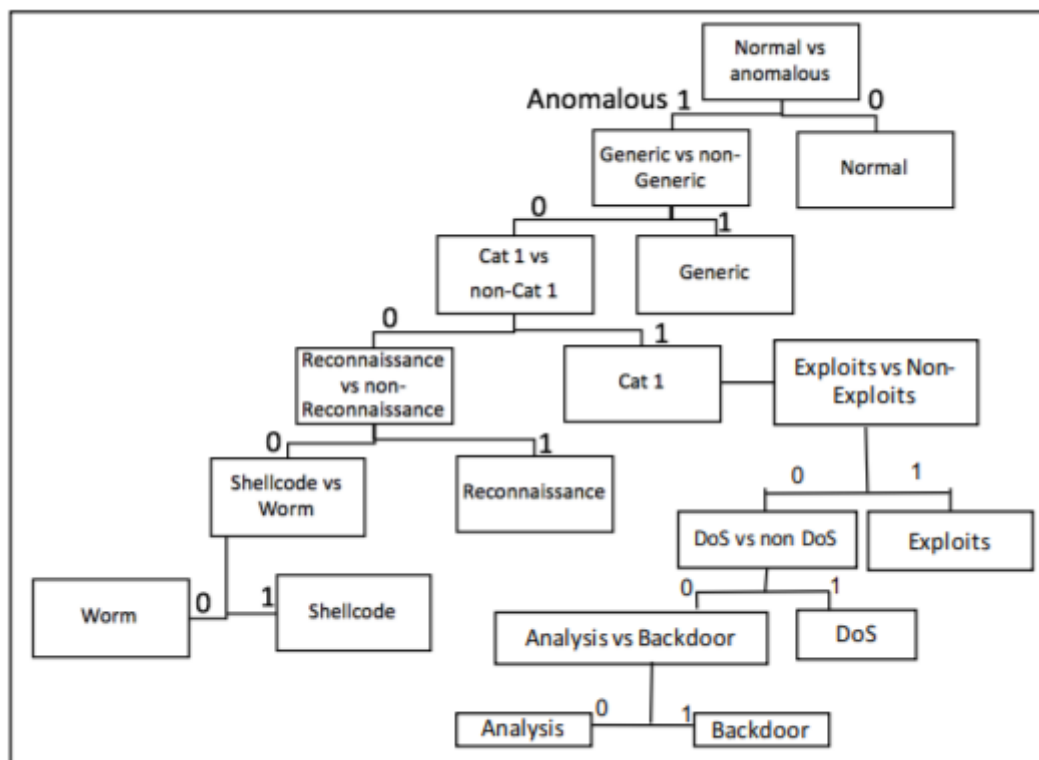 Normal vs
anomalous
Anomalous 1
0
Generic vs non-
Generic
Normal
0
1
Cat 1 vs
non-Cat 1
Generic
0
1
Reconnaissance
vs non-
Reconnaissance
Cat 1
Exploits vs Non-
Exploits
0
1
Shellcode vs
Worm
Reconnaissance
0
1
DoS vs non DoS
Exploits
Worm
0
1
Shellcode
0
1
Analysis vs Backdoor
DoS
Analysis
0
1
Backdoor